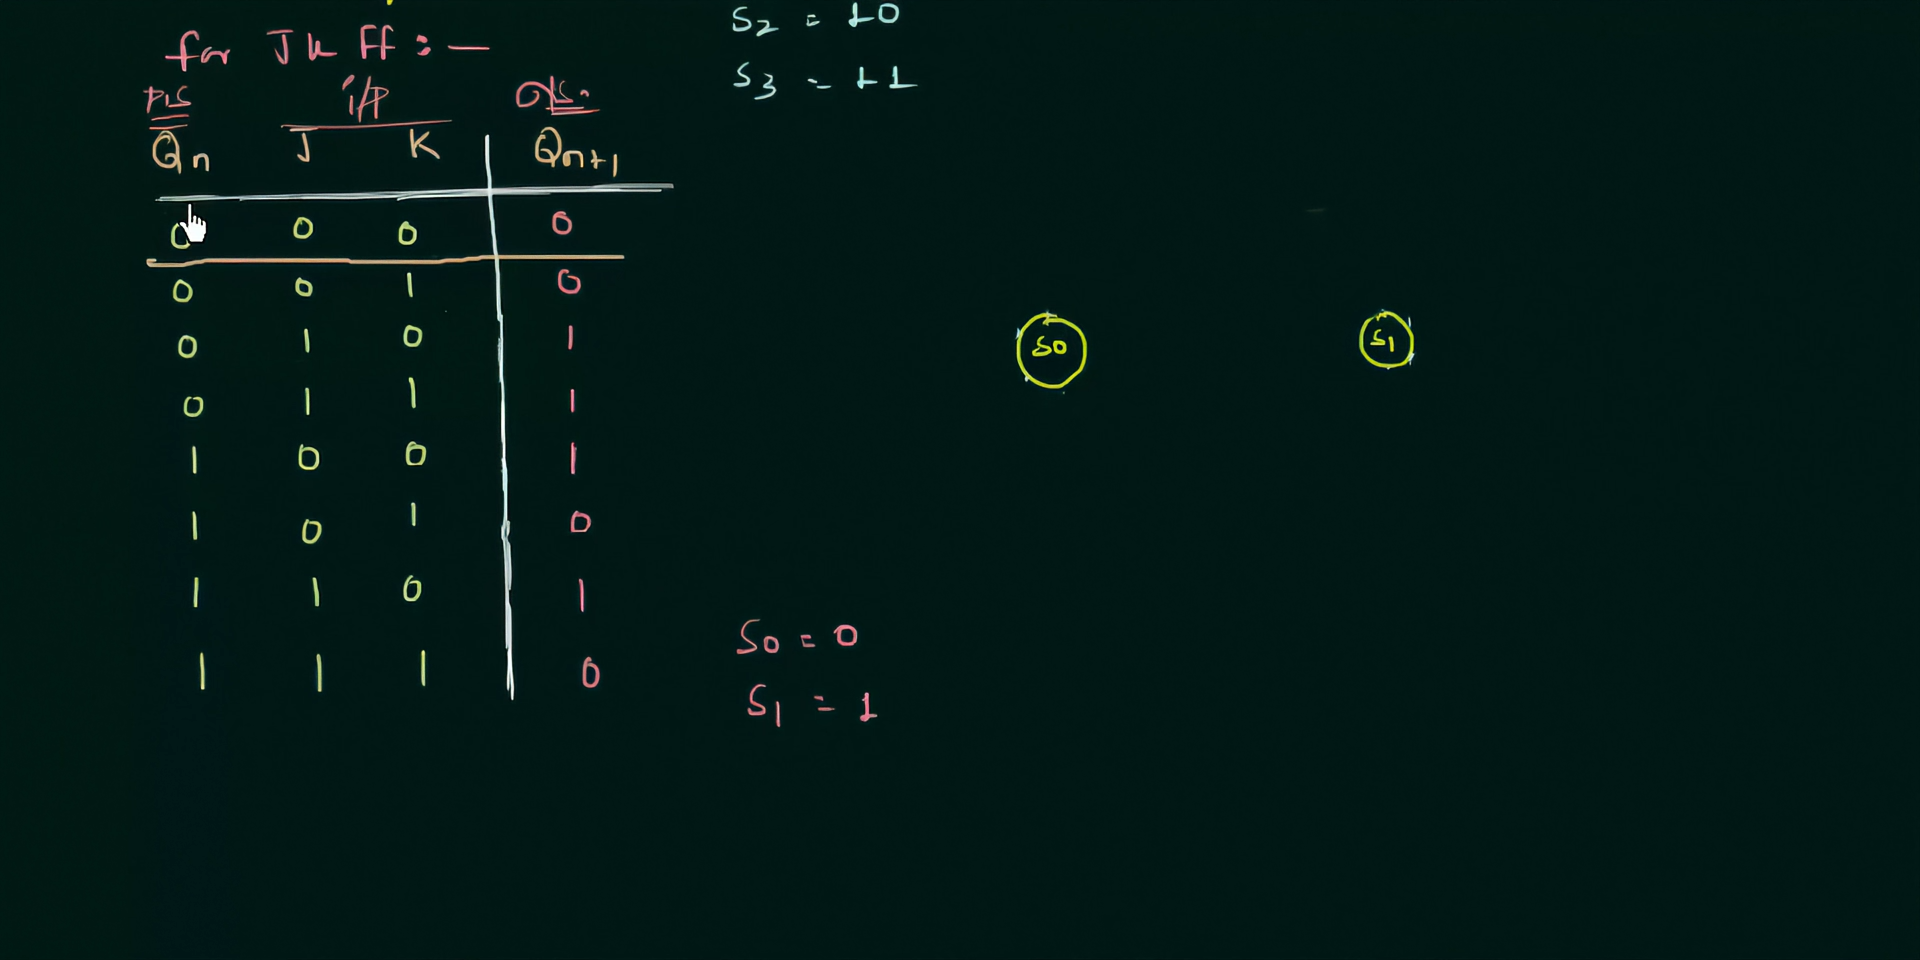 for JK ff : —
P/S i/P O/S.
Qn J K Qn+1
0 0 0 0
0 0 1 0
0 1 0 1
0 1 1 1
1 0 0 1
1 0 1 0
1 1 0 1
1 1 1 0
S2 = 10
S3 = 11
S0 S1
S0 = 0
S1 = 1